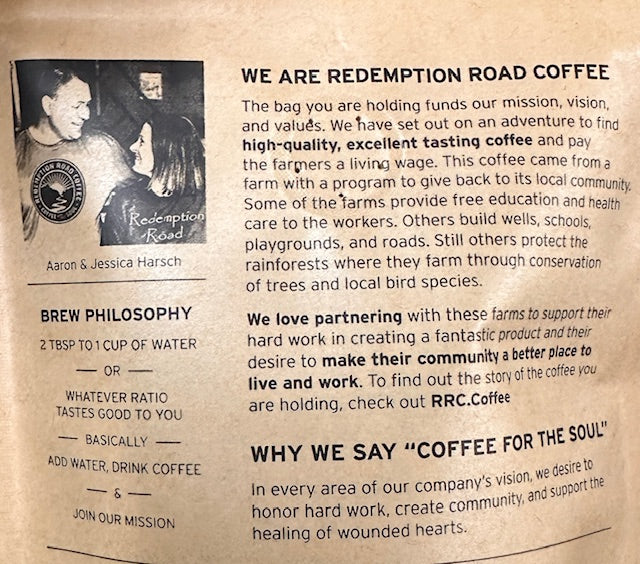 REDEMPTION ROAD COFFEE
Redemption
Road
Aaron & Jessica Harsch
BREW PHILOSOPHY
2 TBSP TO 1 CUP OF WATER
— OR —
WHATEVER RATIO
TASTES GOOD TO YOU
— BASICALLY —
ADD WATER, DRINK COFFEE
— & —
JOIN OUR MISSION
WE ARE REDEMPTION ROAD COFFEE
The bag you are holding funds our mission, vision,
and values. We have set out on an adventure to find
high-quality, excellent tasting coffee and pay
the farmers a living wage. This coffee came from a
farm with a program to give back to its local community.
Some of the farms provide free education and health
care to the workers. Others build wells, schools,
playgrounds, and roads. Still others protect the
rainforests where they farm through conservation
of trees and local bird species.
We love partnering with these farms to support their
hard work in creating a fantastic product and their
desire to make their community a better place to
live and work. To find out the story of the coffee you
are holding, check out RRC.Coffee
WHY WE SAY “COFFEE FOR THE SOUL”
In every area of our company's vision, we desire to
honor hard work, create community, and support the
healing of wounded hearts.